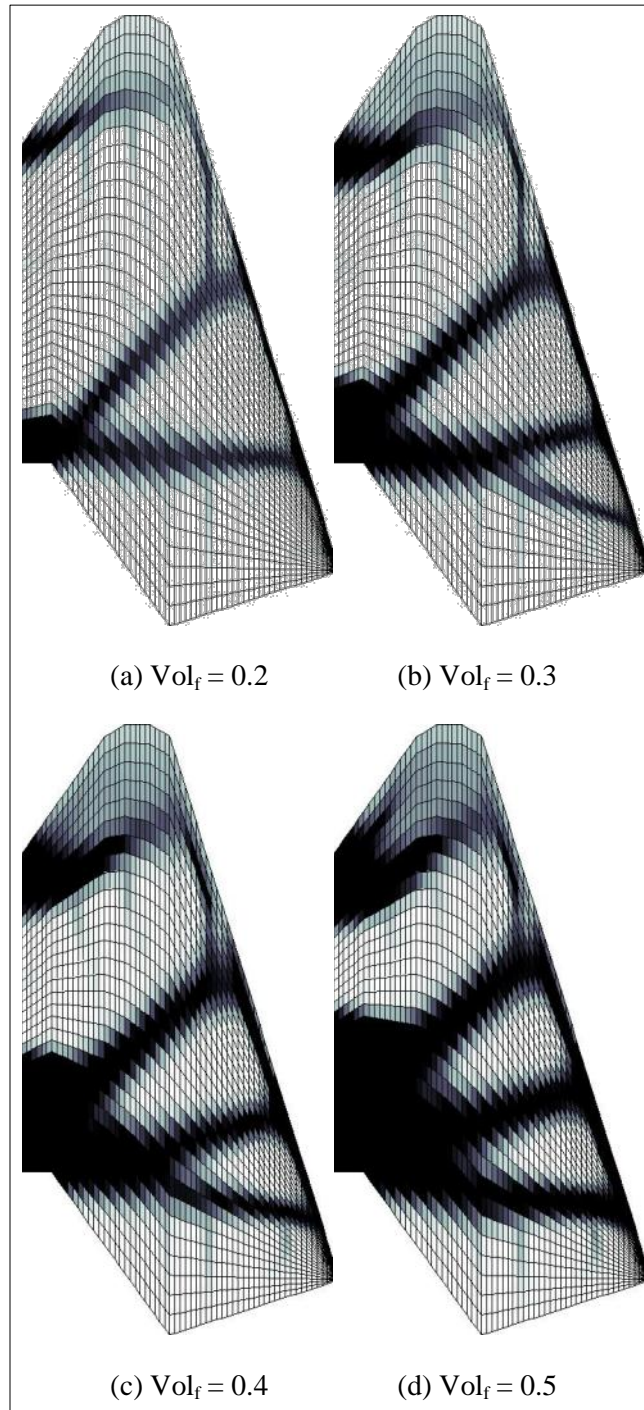 (a) Vol_f = 0.2
(b) Vol_f = 0.3
(c) Vol_f = 0.4
(d) Vol_f = 0.5